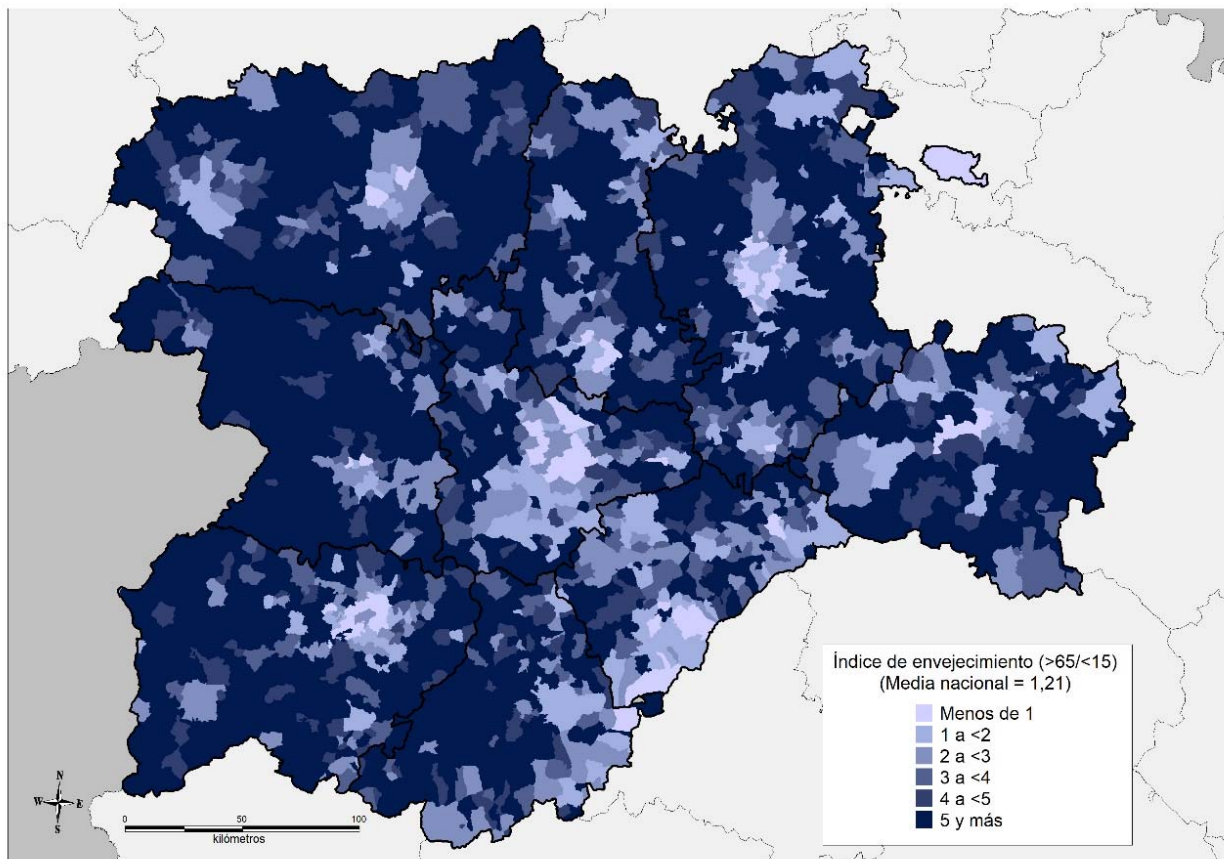 Índice de envejecimiento (>65/<15)
(Media nacional = 1,21)
Menos de 1
1 a <2
2 a <3
3 a <4
4 a <5
5 y más
N
W E
S
0 50 100
kilómetros